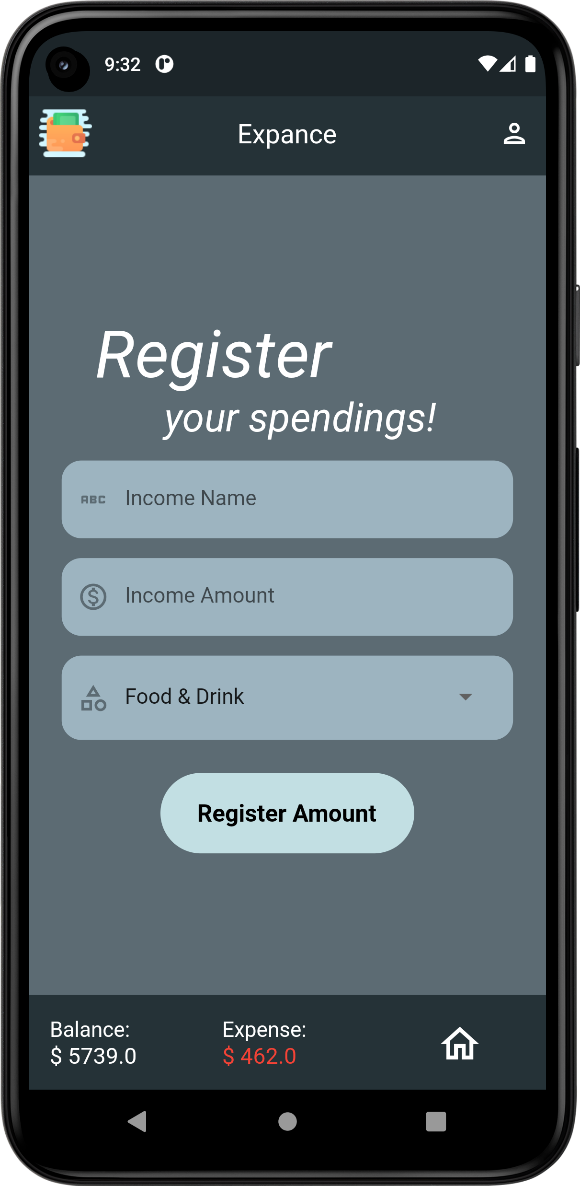 9:32
Expance
Register
your spendings!
ABC Income Name
Income Amount
Food & Drink
Register Amount
Balance: Expense:
$ 5739.0 $ 462.0